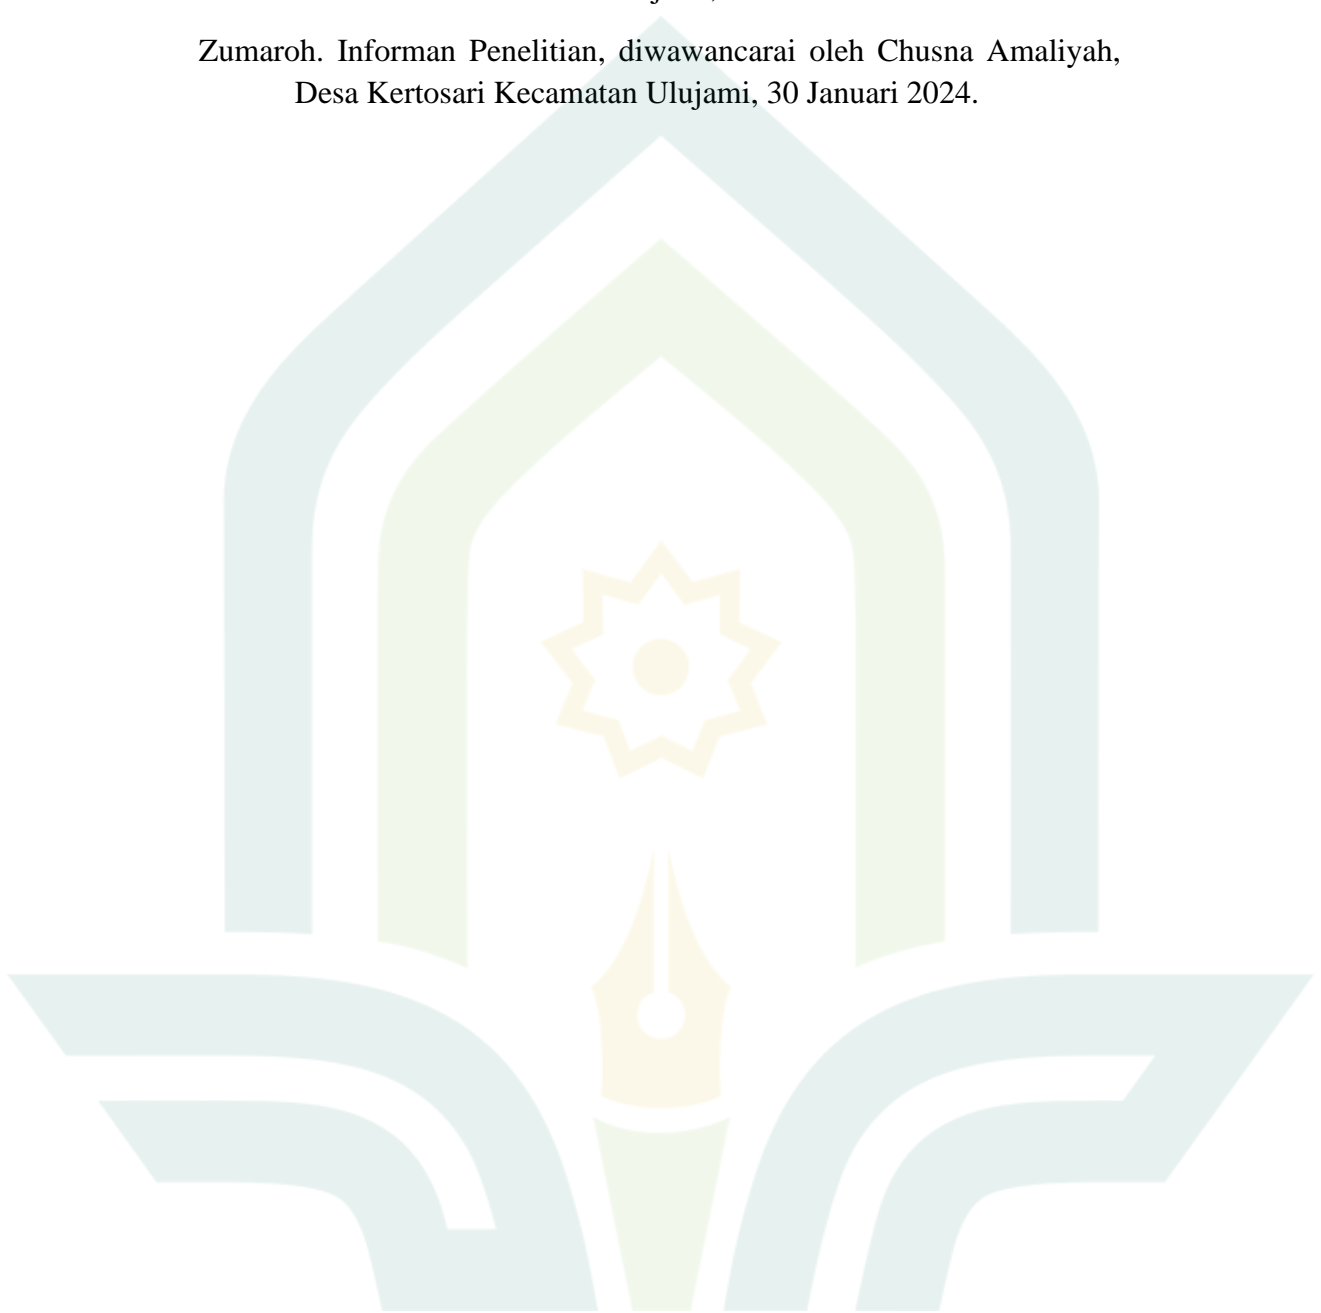 Zumaroh. Informan Penelitian, diwawancarai oleh Chusna Amaliyah,
Desa Kertosari Kecamatan Ulujami, 30 Januari 2024.